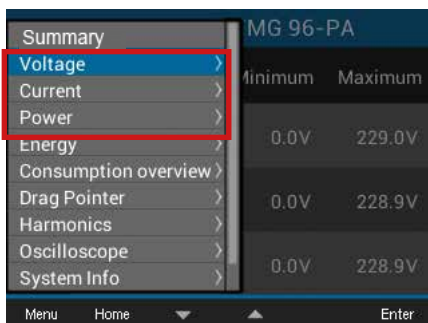 Summary
MG 96-PA
Voltage
Minimum Maximum
Current
Power
Energy
0.0V 229.0V
Consumption overview
Drag Pointer
0.0V 228.9V
Harmonics
Oscilloscope
0.0V 228.9V
System Info
Menu Home Enter